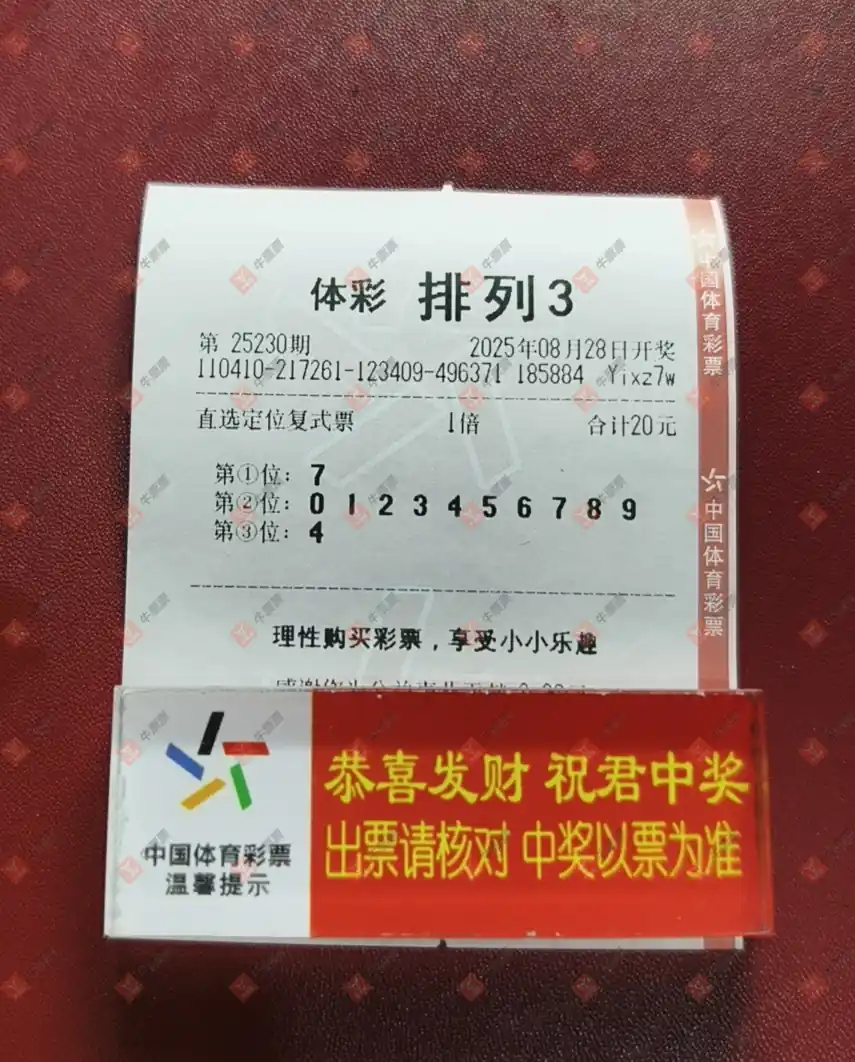 体彩 排列3
第 25230期 2025年08月28日开奖
110410-217261-123409-496371 185884 Yixz7w
直选定位复式票 1倍 合计20元
第①位: 7
第②位: 0 1 2 3 4 5 6 7 8 9
第③位: 4
理性购买彩票，享受小小乐趣
中国体育彩票
中国体育彩票
恭喜发财 祝君中奖
出票请核对 中奖以票为准
中国体育彩票
温馨提示